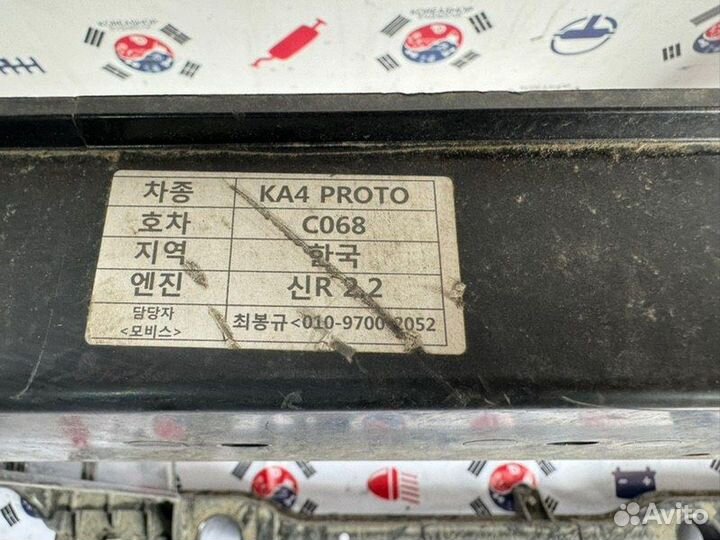 KOREAШОР
차종 KA4 PROTO
호차 C068
지역 한국
엔진 신R 2.2
담당자 <모비스> 최봉규<010-9700-2052
Avito